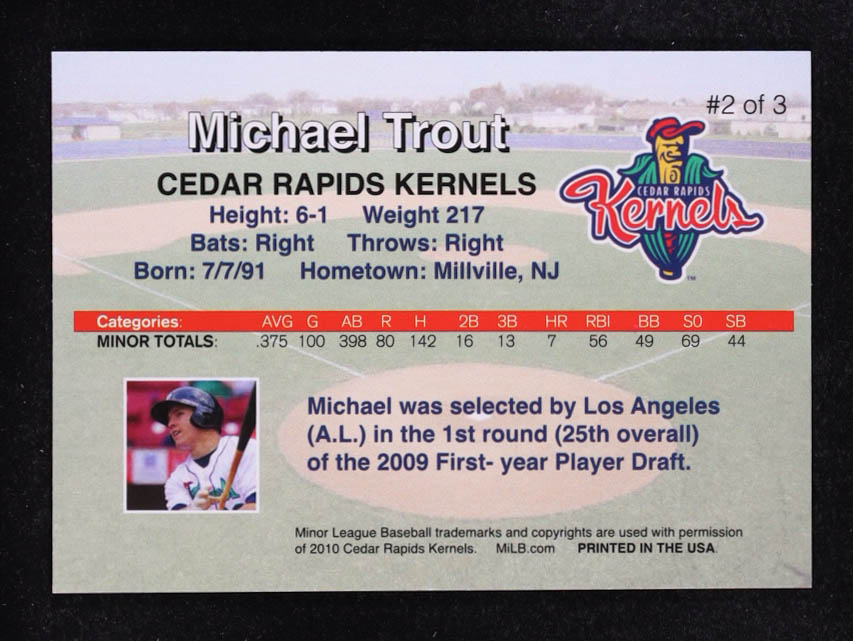 #2 of 3
Michael Trout
CEDAR RAPIDS KERNELS
CEDAR RAPIDS
Kernels
TM
Height: 6-1 Weight 217
Bats: Right Throws: Right
Born: 7/7/91 Hometown: Millville, NJ
Categories: AVG G AB R H 2B 3B HR RBI .BB SO SB
MINOR TOTALS: .375 100 398 80 142 16 13 7 56 49 69 44
Michael was selected by Los Angeles
(A.L.) in the 1st round (25th overall)
of the 2009 First- year Player Draft.
Minor League Baseball trademarks and copyrights are used with permission
of 2010 Cedar Rapids Kernels. MiLB.com PRINTED IN THE USA.